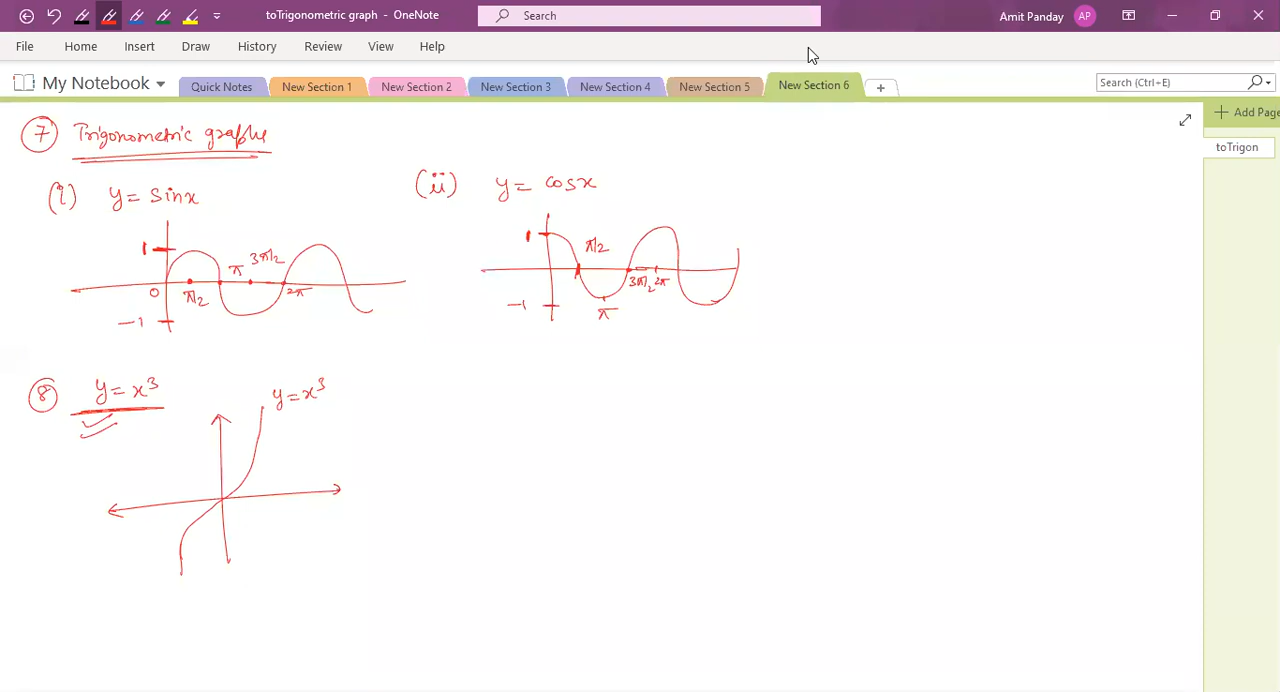 toTrigonometric graph - OneNote
Search
Amit Panday
AP
File Home Insert Draw History Review View Help
My Notebook
Quick Notes
New Section 1
New Section 2
New Section 3
New Section 4
New Section 5
New Section 6
+
Search (Ctrl+E)
Add Page
toTrigon
7 Trigonometric graphs
(i) y = sinx
1
0
π/2
π
3π/2
2π
-1
(ii) y = cosx
1
π/2
π
3π/2
2π
-1
8 y = x³
y = x³